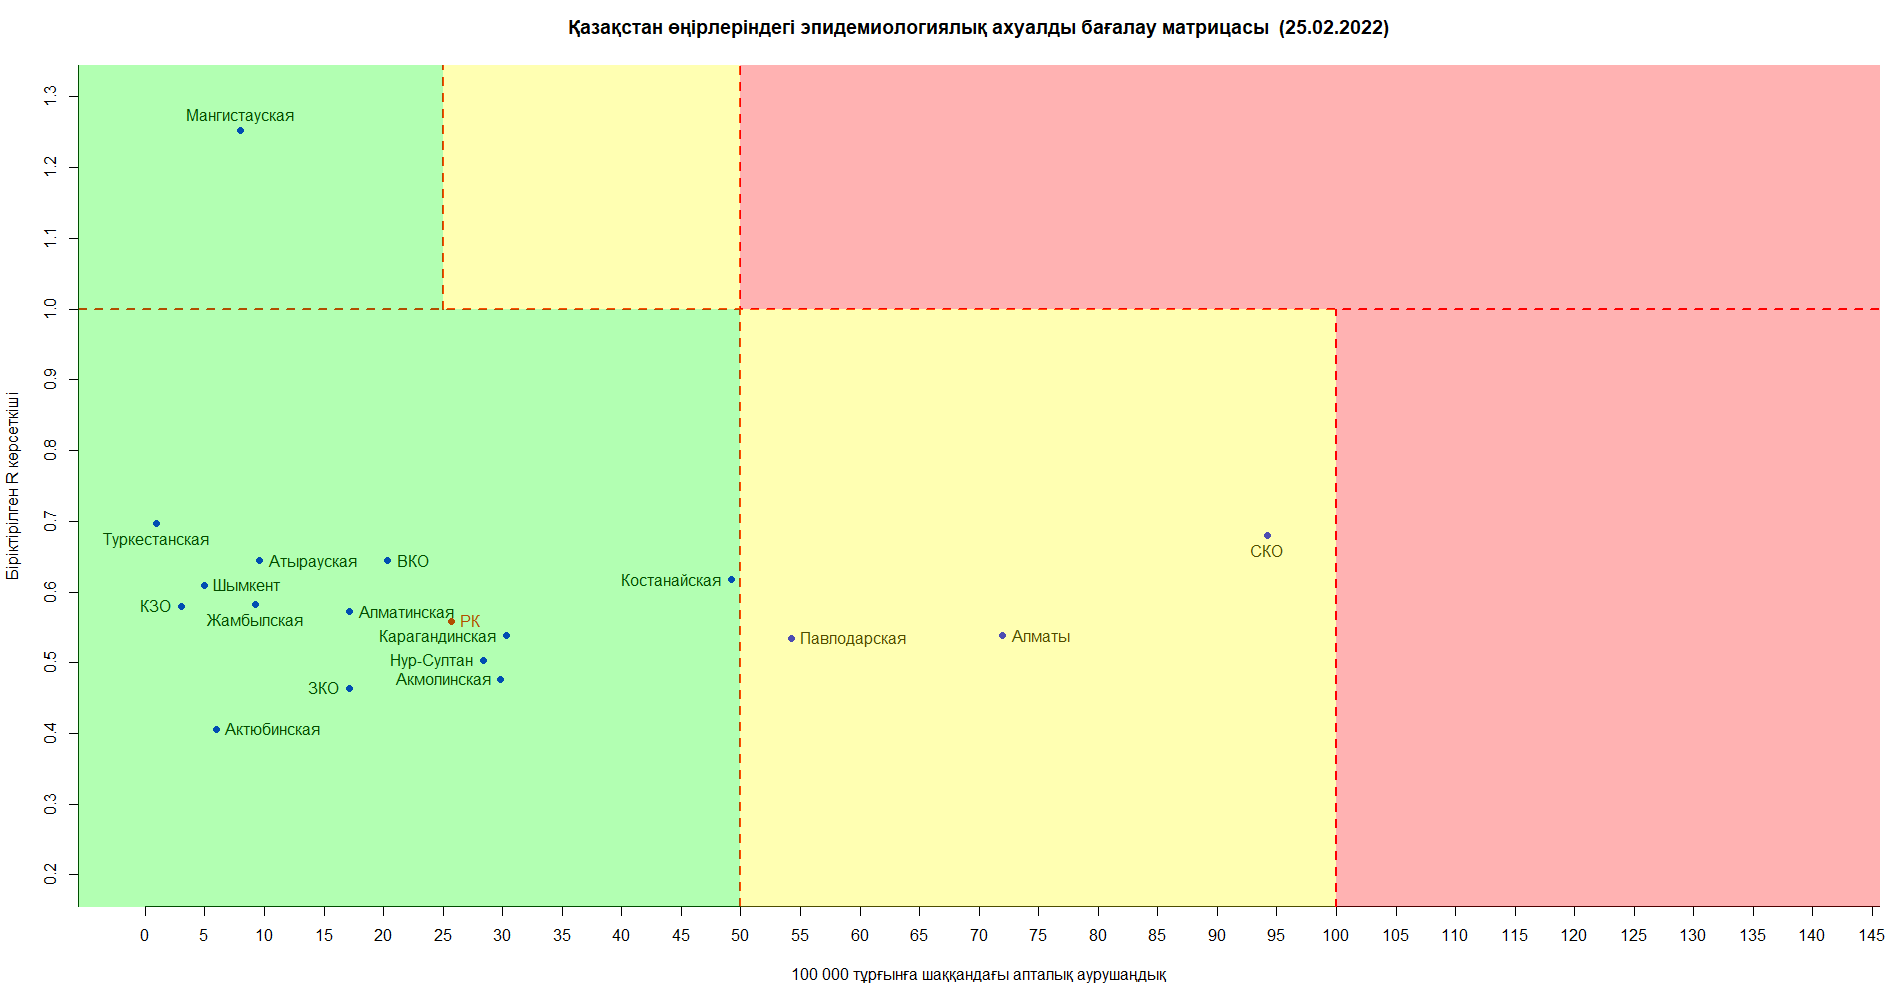 Қазақстан өңірлеріндегі эпидемиологиялық ахуалды бағалау матрицасы (25.02.2022)
Біріктірілген R көрсеткіші
1.3
1.2
1.1
1.0
0.9
0.8
0.7
0.6
0.5
0.4
0.3
0.2
Мангистауская
Туркестанская
Атырауская
ВКО
Шымкент
КЗО
Жамбылская
Алматинская
РК
Карагандинская
Нур-Султан
Акмолинская
ЗКО
Актюбинская
Костанайская
Павлодарская
Алматы
СКО
0 5 10 15 20 25 30 35 40 45 50 55 60 65 70 75 80 85 90 95 100 105 110 115 120 125 130 135 140 145
100 000 тұрғынға шаққандағы апталық аурушаңдық